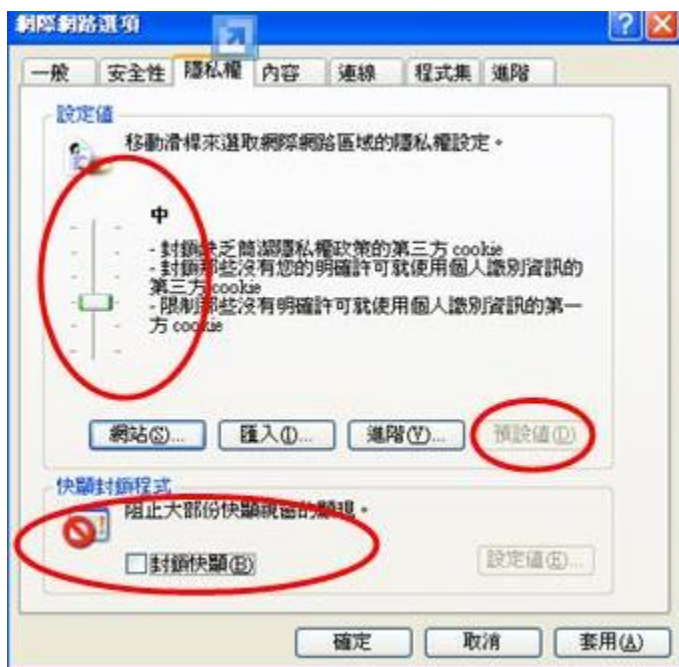 網際網路選項
一般 安全性 隱私權 內容 連線 程式集 進階
設定值
移動滑桿來選取網際網路區域的隱私權設定。
中
- 封鎖缺乏簡潔隱私權政策的第三方 cookie
- 封鎖那些沒有您的明確許可就使用個人識別資訊的
第三方 cookie
- 限制那些沒有明確許可就使用個人識別資訊的第一
方 cookie
網站(S)... 匯入(I)... 進階(V)... 預設值(D)
快顯封鎖程式
阻止大部份快顯視窗的顯現。
封鎖快顯(B) 設定值(E)...
確定 取消 套用(A)